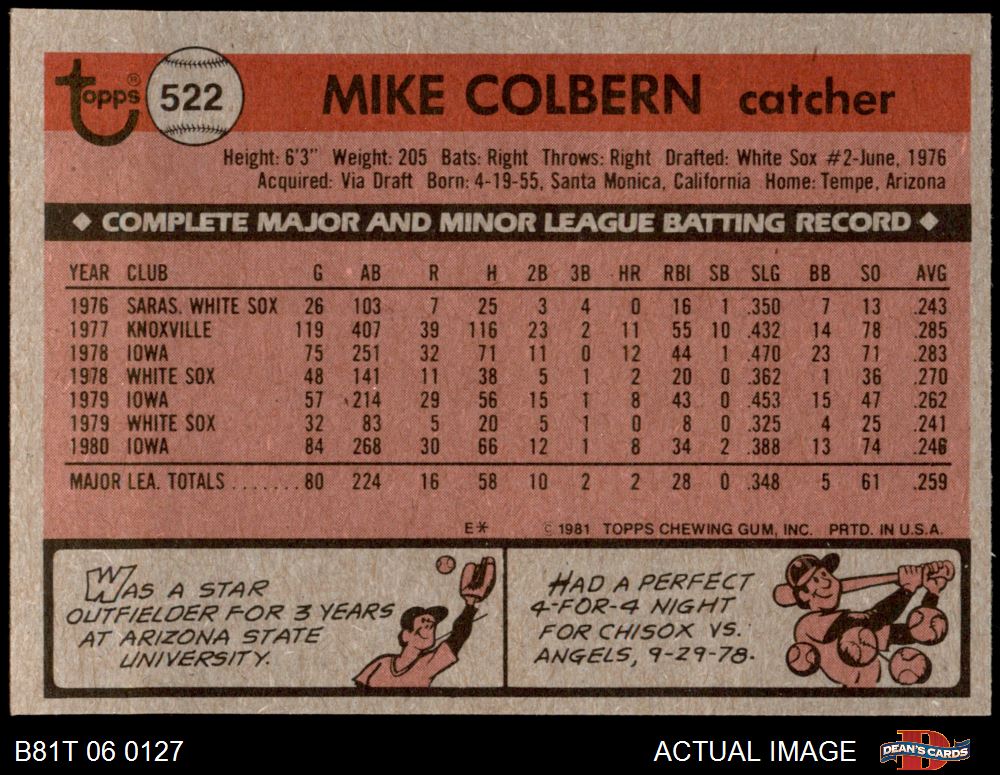 topps® 522 MIKE COLBERN catcher
Height: 6'3" Weight: 205 Bats: Right Throws: Right Drafted: White Sox #2-June, 1976
Acquired: Via Draft Born: 4-19-55, Santa Monica, California Home: Tempe, Arizona
◆ COMPLETE MAJOR AND MINOR LEAGUE BATTING RECORD ◆
YEAR CLUB G AB R H 2B 3B HR RBI SB SLG BB SO AVG
1976 SARAS. WHITE SOX 26 103 7 25 3 4 0 16 1 .350 7 13 .243
1977 KNOXVILLE 119 407 39 116 23 2 11 55 10 .432 14 78 .285
1978 IOWA 75 251 32 71 11 0 12 44 1 .470 23 71 .283
1978 WHITE SOX 48 141 11 38 5 1 2 20 0 .362 1 36 .270
1979 IOWA 57 214 29 56 15 1 8 43 0 .453 15 47 .262
1979 WHITE SOX 32 83 5 20 5 1 0 8 0 .325 4 25 .241
1980 IOWA 84 268 30 66 12 1 8 34 2 .388 13 74 .246
MAJOR LEA. TOTALS.......80 224 16 58 10 2 2 28 0 .348 5 61 .259
E* © 1981 TOPPS CHEWING GUM, INC. PRTD. IN U.S.A.
WAS A STAR
OUTFIELDER FOR 3 YEARS
AT ARIZONA STATE
UNIVERSITY.
HAD A PERFECT
4-FOR-4 NIGHT
FOR CHISOX VS.
ANGELS, 9-29-78.
B81T 06 0127 ACTUAL IMAGE DEAN'S CARDS